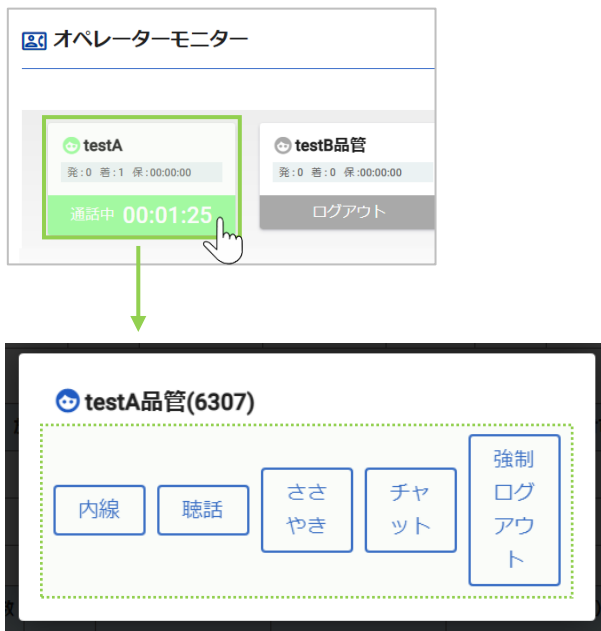 オペレーターモニター
testA
発:0 着:1 保:00:00:00
通話中 00:01:25
testB品管
発:0 着:0 保:00:00:00
ログアウト
testA品管(6307)
内線
聴話
ささ
やき
チャ
ット
強制
ログ
アウ
ト